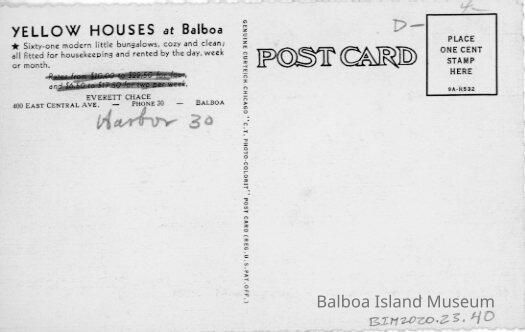 YELLOW HOUSES at Balboa
★ Sixty-one modern little bungalows, cozy and clean;
all fitted for housekeeping and rented by the day, week
or month.
Rates from $10.00 to $22.50 for four,
and $6.50 to $17.50 for two per week.
EVERETT CHACE
400 EAST CENTRAL AVE. — PHONE 30 — BALBOA
Harbor 30
GENUINE CURTEICH-CHICAGO "C.T. PHOTO-COLORIT" POST CARD (REG. U.S. PAT. OFF.)
POST CARD
D-
4-
PLACE
ONE CENT
STAMP
HERE
9A-H532
Balboa Island Museum
BIM2020.23.40